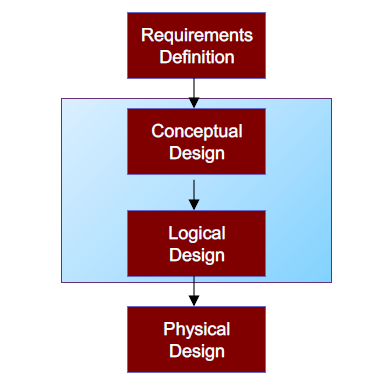 Requirements
Definition
Conceptual
Design
Logical
Design
Physical
Design